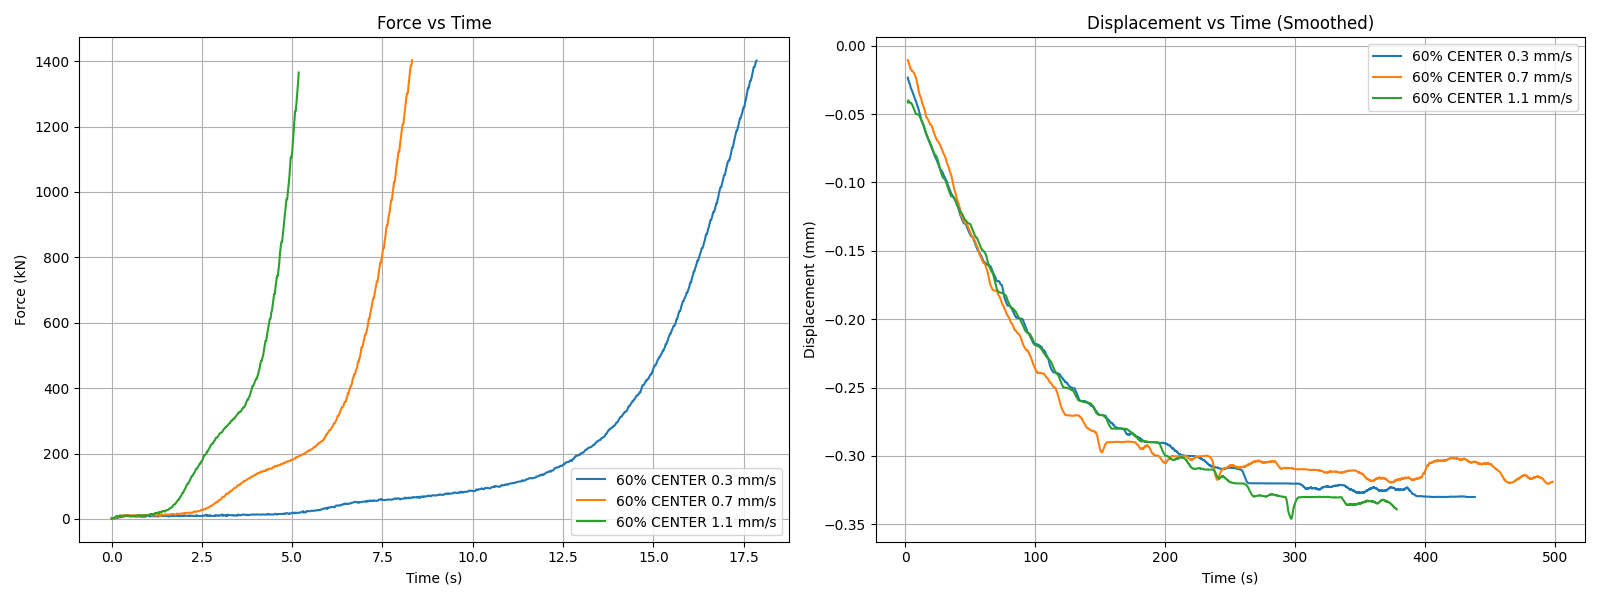 Force vs Time
1400
1200
1000
800
600
400
200
0
Force (kN)
60% CENTER 0.3 mm/s
60% CENTER 0.7 mm/s
60% CENTER 1.1 mm/s
0.0 2.5 5.0 7.5 10.0 12.5 15.0 17.5
Time (s)
Displacement vs Time (Smoothed)
0.00
−0.05
−0.10
−0.15
−0.20
−0.25
−0.30
−0.35
Displacement (mm)
60% CENTER 0.3 mm/s
60% CENTER 0.7 mm/s
60% CENTER 1.1 mm/s
0 100 200 300 400 500
Time (s)